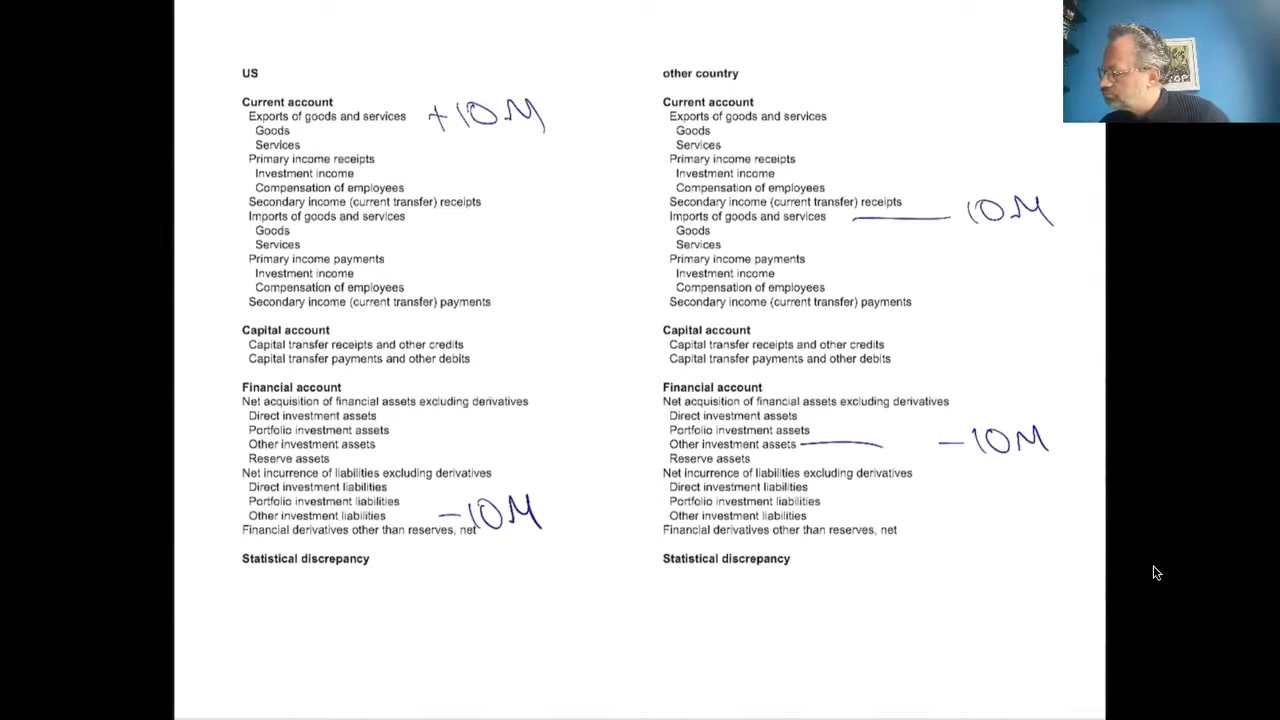 US
Current account
Exports of goods and services +10M
Goods
Services
Primary income receipts
Investment income
Compensation of employees
Secondary income (current transfer) receipts
Imports of goods and services
Goods
Services
Primary income payments
Investment income
Compensation of employees
Secondary income (current transfer) payments
Capital account
Capital transfer receipts and other credits
Capital transfer payments and other debits
Financial account
Net acquisition of financial assets excluding derivatives
Direct investment assets
Portfolio investment assets
Other investment assets
Reserve assets
Net incurrence of liabilities excluding derivatives
Direct investment liabilities
Portfolio investment liabilities
Other investment liabilities -10M
Financial derivatives other than reserves, net
Statistical discrepancy
other country
Current account
Exports of goods and services
Goods
Services
Primary income receipts
Investment income
Compensation of employees
Secondary income (current transfer) receipts
Imports of goods and services — 10M
Goods
Services
Primary income payments
Investment income
Compensation of employees
Secondary income (current transfer) payments
Capital account
Capital transfer receipts and other credits
Capital transfer payments and other debits
Financial account
Net acquisition of financial assets excluding derivatives
Direct investment assets
Portfolio investment assets
Other investment assets — -10M
Reserve assets
Net incurrence of liabilities excluding derivatives
Direct investment liabilities
Portfolio investment liabilities
Other investment liabilities
Financial derivatives other than reserves, net
Statistical discrepancy